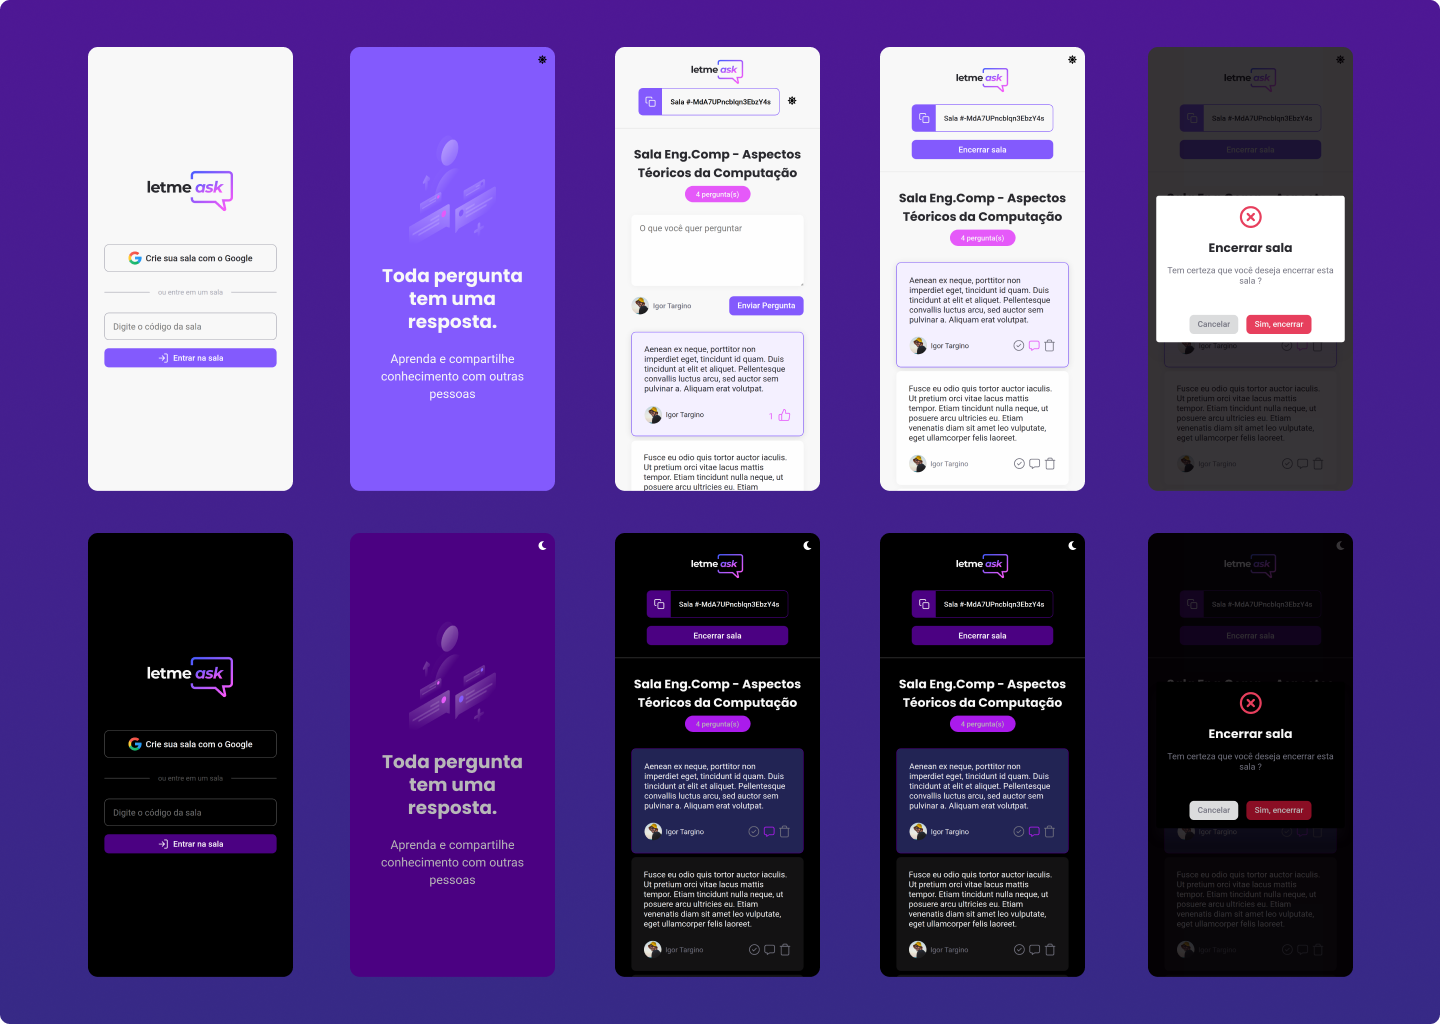 letme ask
Crie sua sala com o Google
ou entre em um sala
Digite o código da sala
Entrar na sala
Toda pergunta
tem uma
resposta.
Aprenda e compartilhe
conhecimento com outras
pessoas
letme ask
Sala #-MdA7UPncblqn3EbzY4s
Sala Eng.Comp - Aspectos
Téoricos da Computação
4 pergunta(s)
O que você quer perguntar
Igor Targino
Enviar Pergunta
Aenean ex neque, porttitor non
imperdiet eget, tincidunt id quam. Duis
tincidunt at elit et aliquet. Pellentesque
convallis luctus arcu, sed auctor sem
pulvinar a. Aliquam erat volutpat.
Igor Targino
1
Fusce eu odio quis tortor auctor iaculis.
Ut pretium orci vitae lacus mattis
tempor. Etiam tincidunt nulla neque, ut
posuere arcu ultricies eu. Etiam
letme ask
Sala #-MdA7UPncblqn3EbzY4s
Encerrar sala
Sala Eng.Comp - Aspectos
Téoricos da Computação
4 pergunta(s)
Aenean ex neque, porttitor non
imperdiet eget, tincidunt id quam. Duis
tincidunt at elit et aliquet. Pellentesque
convallis luctus arcu, sed auctor sem
pulvinar a. Aliquam erat volutpat.
Igor Targino
Fusce eu odio quis tortor auctor iaculis.
Ut pretium orci vitae lacus mattis
tempor. Etiam tincidunt nulla neque, ut
posuere arcu ultricies eu. Etiam
venenatis diam sit amet leo vulputate,
eget ullamcorper felis laoreet.
Igor Targino
letme ask
Sala #-MdA7UPncblqn3EbzY4s
Encerrar sala
Encerrar sala
Tem certeza que você deseja encerrar esta
sala ?
Cancelar
Sim, encerrar
Igor Targino
Fusce eu odio quis tortor auctor iaculis.
Ut pretium orci vitae lacus mattis
tempor. Etiam tincidunt nulla neque, ut
posuere arcu ultricies eu. Etiam
venenatis diam sit amet leo vulputate,
eget ullamcorper felis laoreet.
Igor Targino
letme ask
Crie sua sala com o Google
ou entre em um sala
Digite o código da sala
Entrar na sala
Toda pergunta
tem uma
resposta.
Aprenda e compartilhe
conhecimento com outras
pessoas
letme ask
Sala #-MdA7UPncblqn3EbzY4s
Encerrar sala
Sala Eng.Comp - Aspectos
Téoricos da Computação
4 pergunta(s)
Aenean ex neque, porttitor non
imperdiet eget, tincidunt id quam. Duis
tincidunt at elit et aliquet. Pellentesque
convallis luctus arcu, sed auctor sem
pulvinar a. Aliquam erat volutpat.
Igor Targino
Fusce eu odio quis tortor auctor iaculis.
Ut pretium orci vitae lacus mattis
tempor. Etiam tincidunt nulla neque, ut
posuere arcu ultricies eu. Etiam
venenatis diam sit amet leo vulputate,
eget ullamcorper felis laoreet.
Igor Targino
letme ask
Sala #-MdA7UPncblqn3EbzY4s
Encerrar sala
Sala Eng.Comp - Aspectos
Téoricos da Computação
4 pergunta(s)
Aenean ex neque, porttitor non
imperdiet eget, tincidunt id quam. Duis
tincidunt at elit et aliquet. Pellentesque
convallis luctus arcu, sed auctor sem
pulvinar a. Aliquam erat volutpat.
Igor Targino
Fusce eu odio quis tortor auctor iaculis.
Ut pretium orci vitae lacus mattis
tempor. Etiam tincidunt nulla neque, ut
posuere arcu ultricies eu. Etiam
venenatis diam sit amet leo vulputate,
eget ullamcorper felis laoreet.
Igor Targino
letme ask
Sala #-MdA7UPncblqn3EbzY4s
Encerrar sala
Encerrar sala
Tem certeza que você deseja encerrar esta
sala ?
Cancelar
Sim, encerrar
Igor Targino
Fusce eu odio quis tortor auctor iaculis.
Ut pretium orci vitae lacus mattis
tempor. Etiam tincidunt nulla neque, ut
posuere arcu ultricies eu. Etiam
venenatis diam sit amet leo vulputate,
eget ullamcorper felis laoreet.
Igor Targino